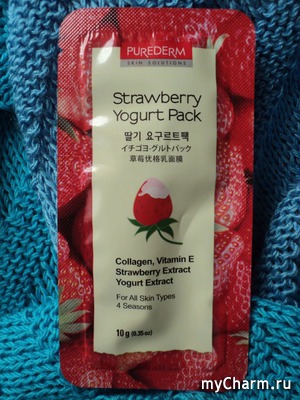 PUREDERM
SKIN SOLUTIONS
Strawberry
Yogurt Pack
딸기 요구르트팩
イチゴヨ-グルトパック
草莓优格乳面膜
Collagen, Vitamin E
Strawberry Extract
Yogurt Extract
For All Skin Types
4 Seasons
10g (0.35oz)
myCharm.ru